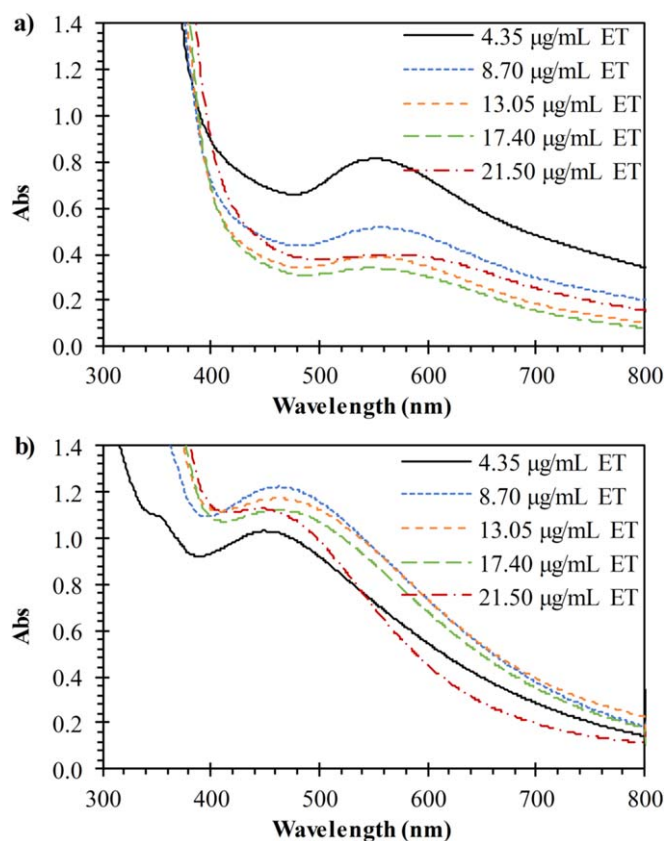 a)
1.4
1.2
1.0
0.8
0.6
0.4
0.2
0.0
Abs
4.35 μg/mL ET
8.70 μg/mL ET
13.05 μg/mL ET
17.40 μg/mL ET
21.50 μg/mL ET
300 400 500 600 700 800
Wavelength (nm)
b)
1.4
1.2
1.0
0.8
0.6
0.4
0.2
0.0
Abs
4.35 μg/mL ET
8.70 μg/mL ET
13.05 μg/mL ET
17.40 μg/mL ET
21.50 μg/mL ET
300 400 500 600 700 800
Wavelength (nm)